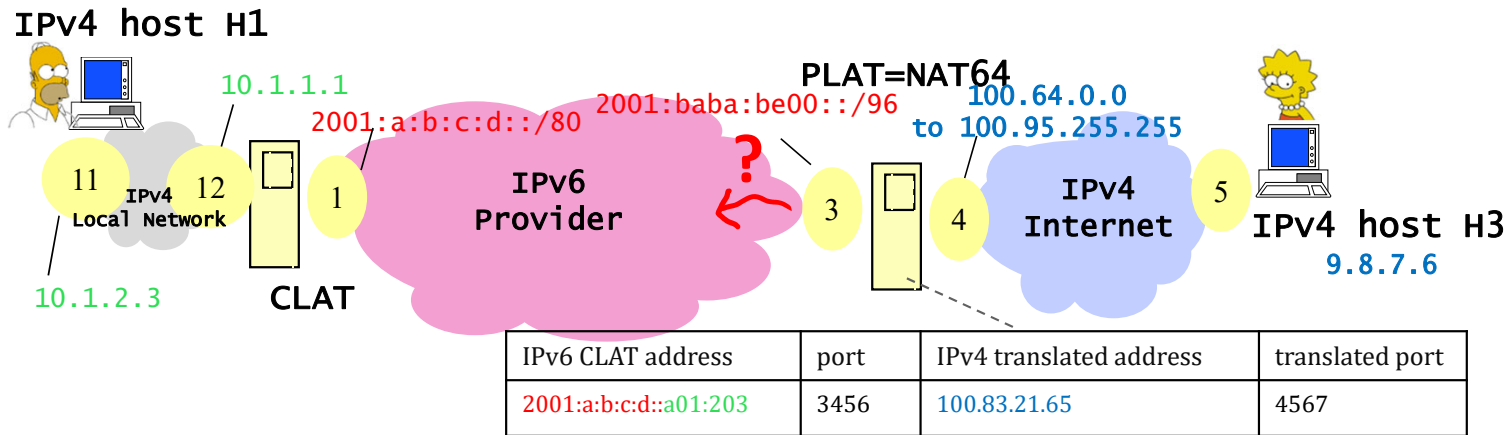 IPv4 host H1
10.1.1.1
PLAT=NAT64
2001:a:b:c:d::/80
2001:baba:be00::/96
100.64.0.0
to 100.95.255.255
?
11
12
IPv4
Local Network
1
IPv6
Provider
3
4
IPv4
Internet
5
IPv4 host H3
9.8.7.6
10.1.2.3
CLAT
IPv6 CLAT address port IPv4 translated address translated port
2001:a:b:c:d::a01:203 3456 100.83.21.65 4567